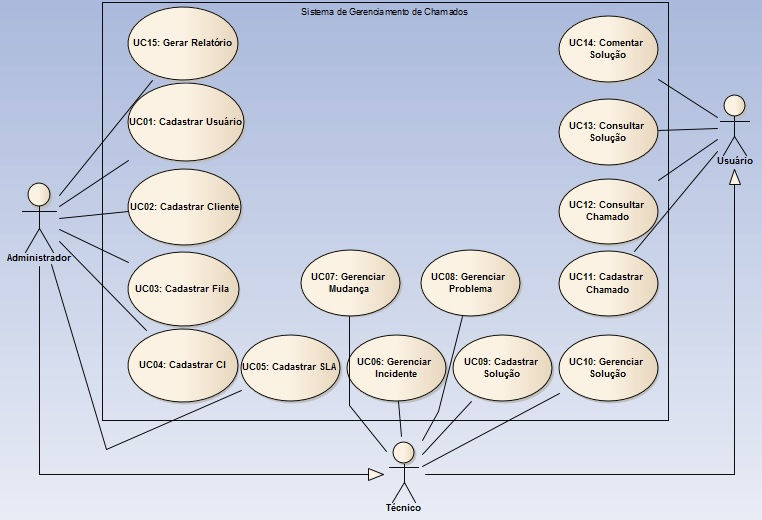 Sistema de Gerenciamento de Chamados
UC15: Gerar Relatório
UC14: Comentar
Solução
UC01: Cadastrar Usuário
UC13: Consultar
Solução
Usuário
UC02: Cadastrar Cliente
UC12: Consultar
Chamado
Administrador
UC03: Cadastrar Fila
UC07: Gerenciar
Mudança
UC08: Gerenciar
Problema
UC11: Cadastrar
Chamado
UC04: Cadastrar CI
UC05: Cadastrar SLA
UC06: Gerenciar
Incidente
UC09: Cadastrar
Solução
UC10: Gerenciar
Solução
Técnico